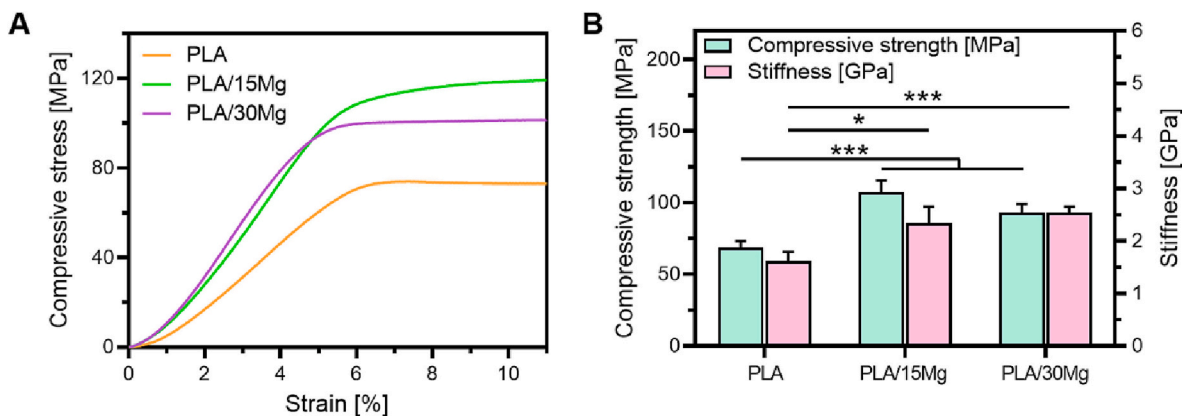 A
Compressive stress [MPa]
120
80
40
0
PLA
PLA/15Mg
PLA/30Mg
0
2
4
6
8
10
Strain [%]
B
Compressive strength [MPa]
200
150
100
50
0
Compressive strength [MPa]
Stiffness [GPa]
***
*
***
PLA
PLA/15Mg
PLA/30Mg
6
5
4
3
2
1
0
Stiffness [GPa]